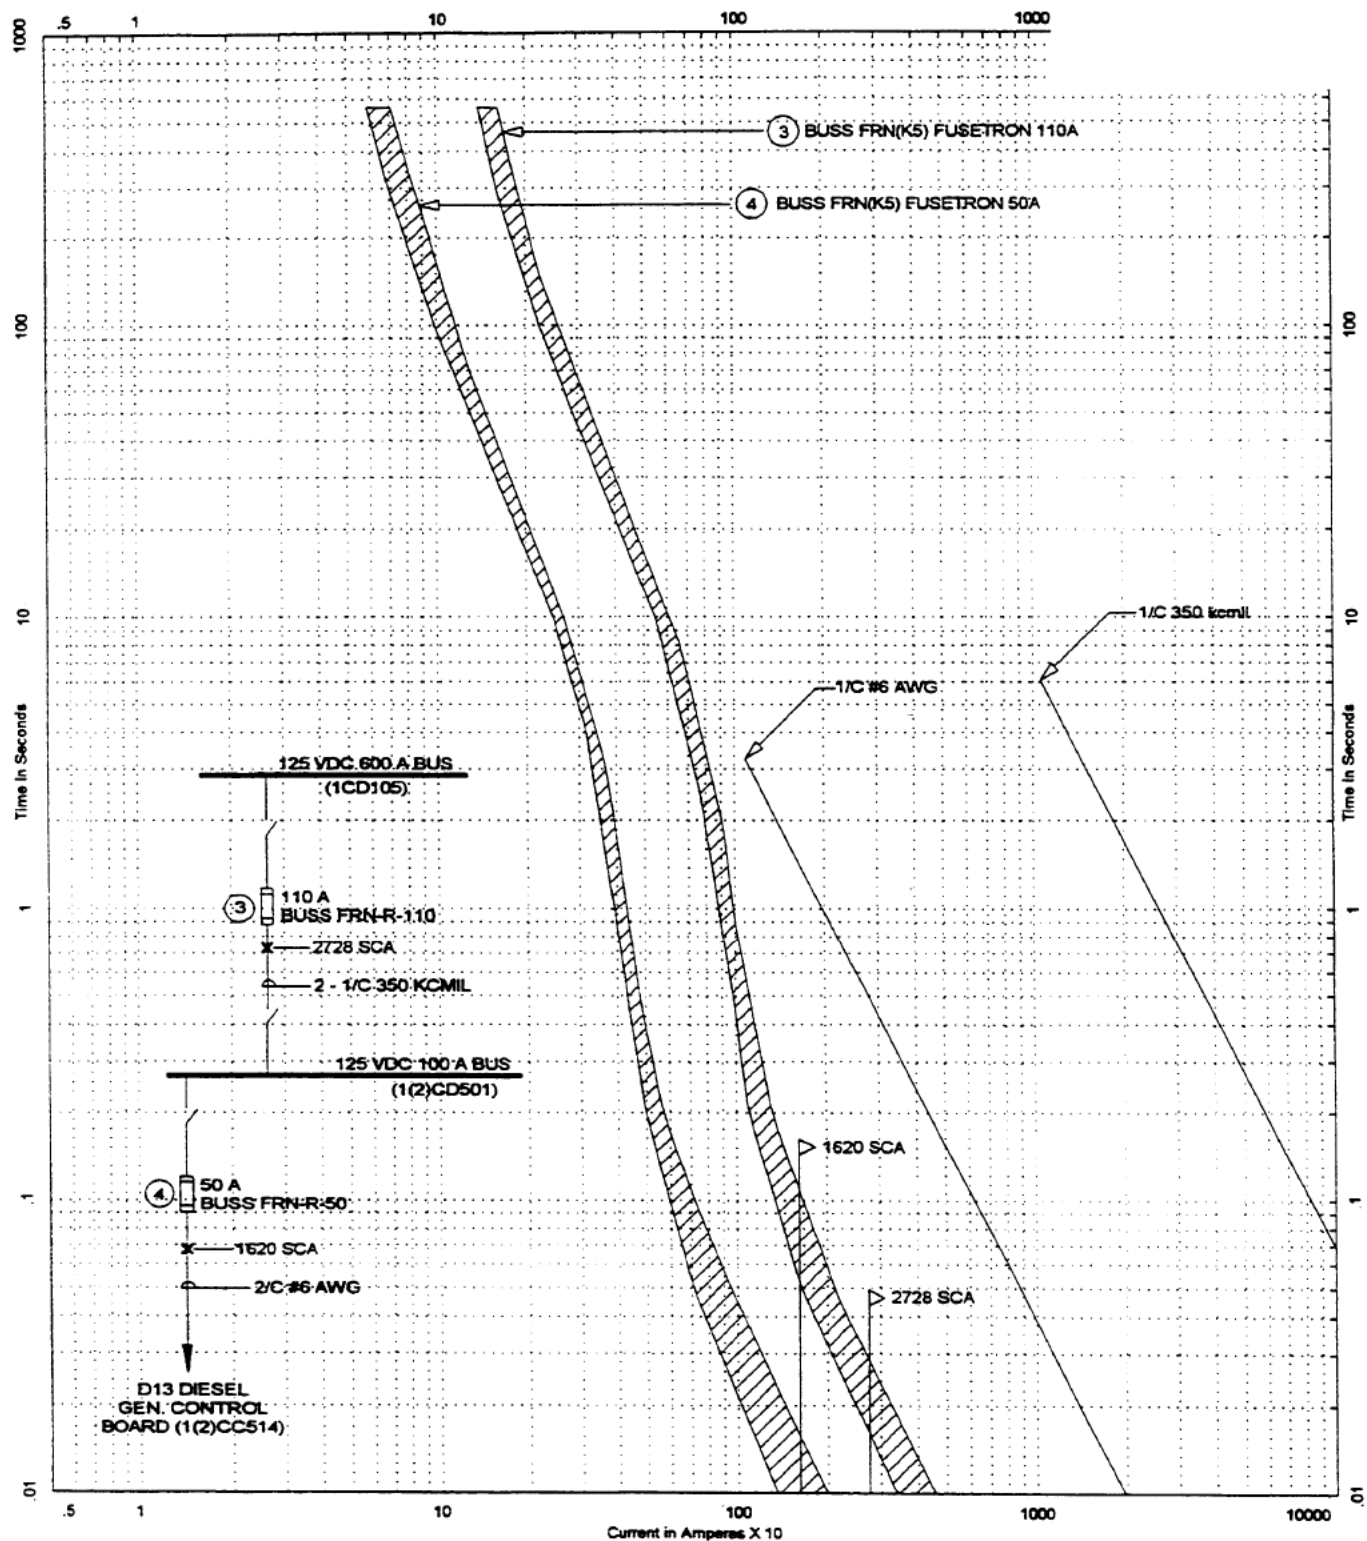 .5 1 10 100 1000
1000
3 BUSS FRN(K5) FUSETRON 110A
4 BUSS FRN(K5) FUSETRON 50A
100
100
10
10
1/C 350 kcmil
1/C #6 AWG
Time In Seconds
Time In Seconds
125 VDC 600 A BUS
(1CD105)
3
110 A
BUSS FRN-R-110
1
1
2728 SCA
2 - 1/C 350 KCMIL
125 VDC 100 A BUS
(1(2)CD501)
1620 SCA
4
50 A
BUSS FRN-R-50
.1
.1
1620 SCA
2/C #6 AWG
2728 SCA
D13 DIESEL
GEN. CONTROL
BOARD (1(2)CC514)
.01
.01
.5 1 10 100 1000 10000
Current in Amperes X 10